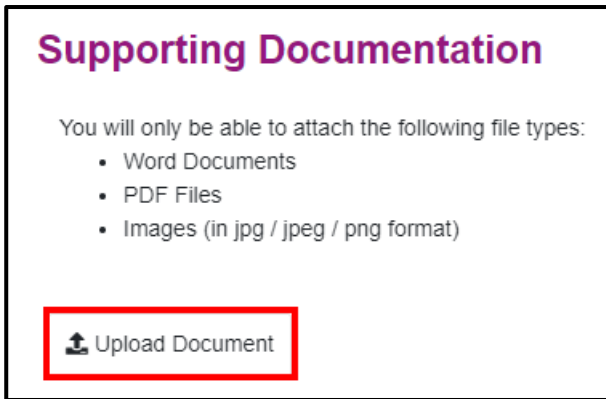 Supporting Documentation
You will only be able to attach the following file types:
• Word Documents
• PDF Files
• Images (in jpg / jpeg / png format)
Upload Document